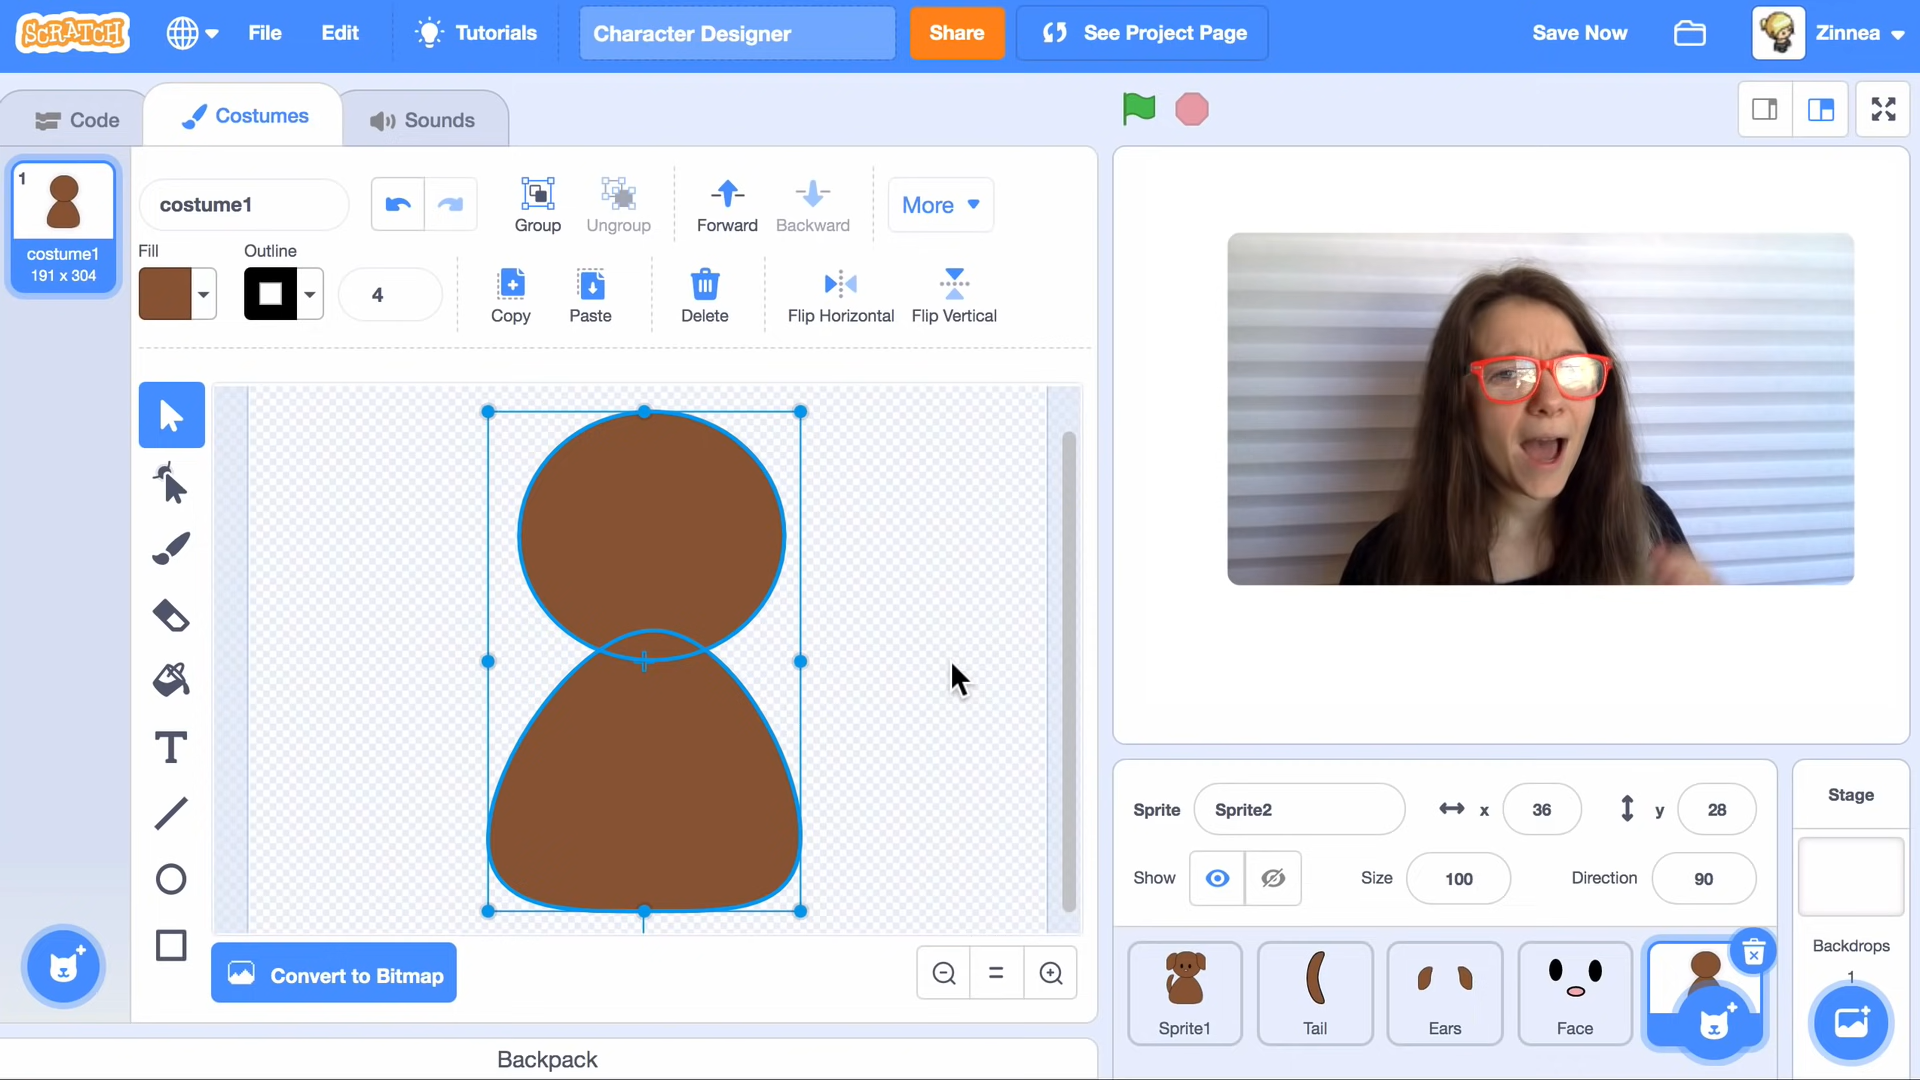 SCRATCH File Edit Tutorials Character Designer Share See Project Page Save Now Zinnea
Code Costumes Sounds
1
costume1
191 x 304
costume1
Group Ungroup Forward Backward More
Fill Outline
4
Copy Paste Delete Flip Horizontal Flip Vertical
T
Convert to Bitmap
=
Backpack
Sprite Sprite2 x 36 y 28
Show Size 100 Direction 90
Sprite1 Tail Ears Face
Stage
Backdrops
1